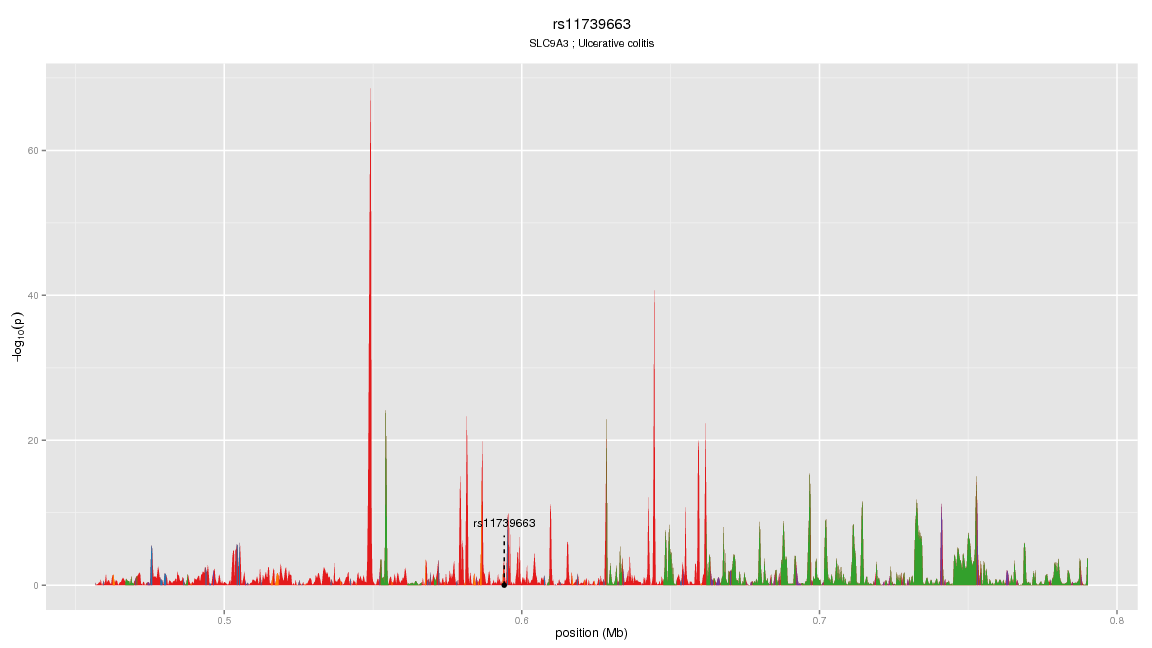 rs11739663
SLC9A3 ; Ulcerative colitis
−log10(p)
60
40
20
0
rs11739663
0.5
0.6
0.7
0.8
position (Mb)